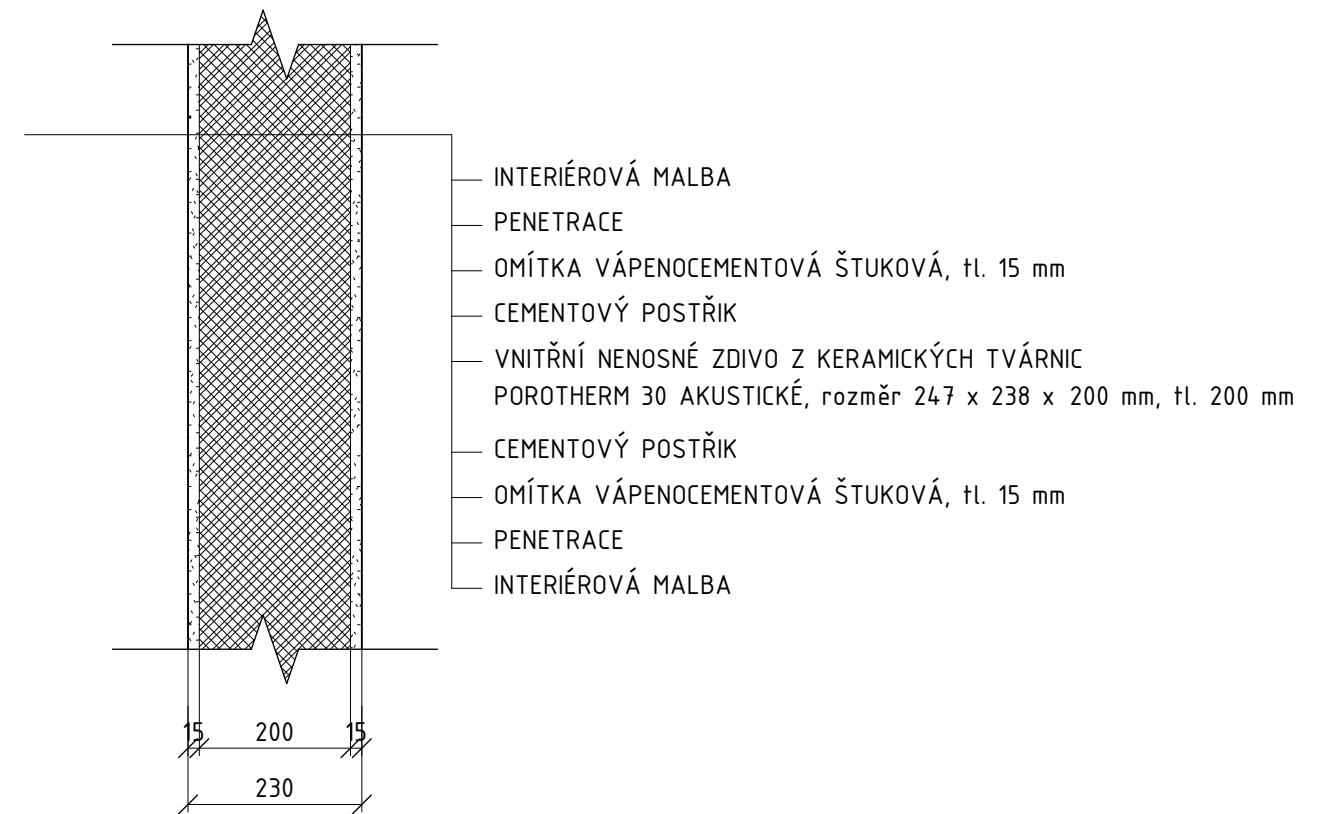 INTERIÉROVÁ MALBA
PENETRACE
OMÍTKA VÁPENOCEMENTOVÁ ŠTUKOVÁ, tl. 15 mm
CEMENTOVÝ POSTŘIK
VNITŘNÍ NENOSNÉ ZDIVO Z KERAMICKÝCH TVÁRNIC
POROTHERM 30 AKUSTICKÉ, rozměr 247 x 238 x 200 mm, tl. 200 mm
CEMENTOVÝ POSTŘIK
OMÍTKA VÁPENOCEMENTOVÁ ŠTUKOVÁ, tl. 15 mm
PENETRACE
INTERIÉROVÁ MALBA
15 200 15
230